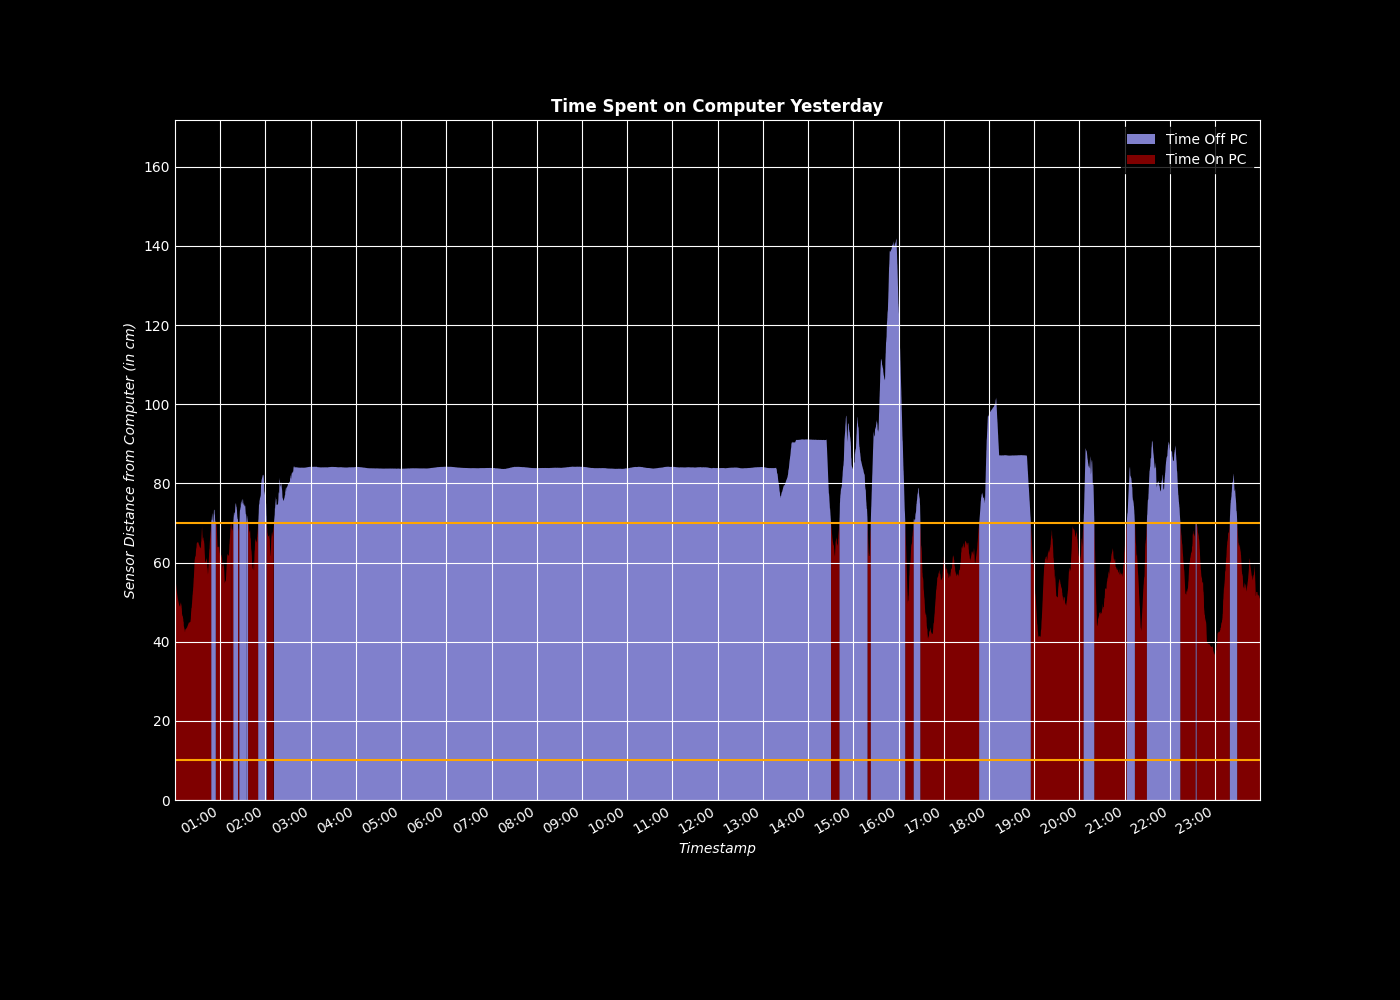 Time Spent on Computer Yesterday
Time Off PC
Time On PC
160
140
120
100
80
60
40
20
0
Sensor Distance from Computer (in cm)
01:00 02:00 03:00 04:00 05:00 06:00 07:00 08:00 09:00 10:00 11:00 12:00 13:00 14:00 15:00 16:00 17:00 18:00 19:00 20:00 21:00 22:00 23:00
Timestamp